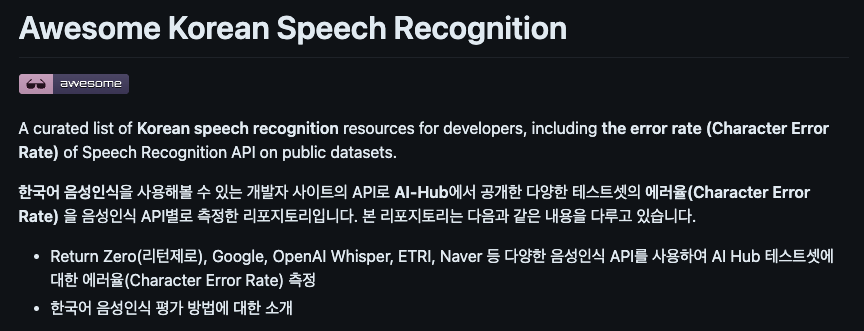 Awesome Korean Speech Recognition
awesome
A curated list of Korean speech recognition resources for developers, including the error rate (Character Error
Rate) of Speech Recognition API on public datasets.
한국어 음성인식을 사용해볼 수 있는 개발자 사이트의 API로 AI-Hub에서 공개한 다양한 테스트셋의 에러율(Character Error
Rate) 을 음성인식 API별로 측정한 리포지토리입니다. 본 리포지토리는 다음과 같은 내용을 다루고 있습니다.
• Return Zero(리턴제로), Google, OpenAI Whisper, ETRI, Naver 등 다양한 음성인식 API를 사용하여 AI Hub 테스트셋에
대한 에러율(Character Error Rate) 측정
• 한국어 음성인식 평가 방법에 대한 소개